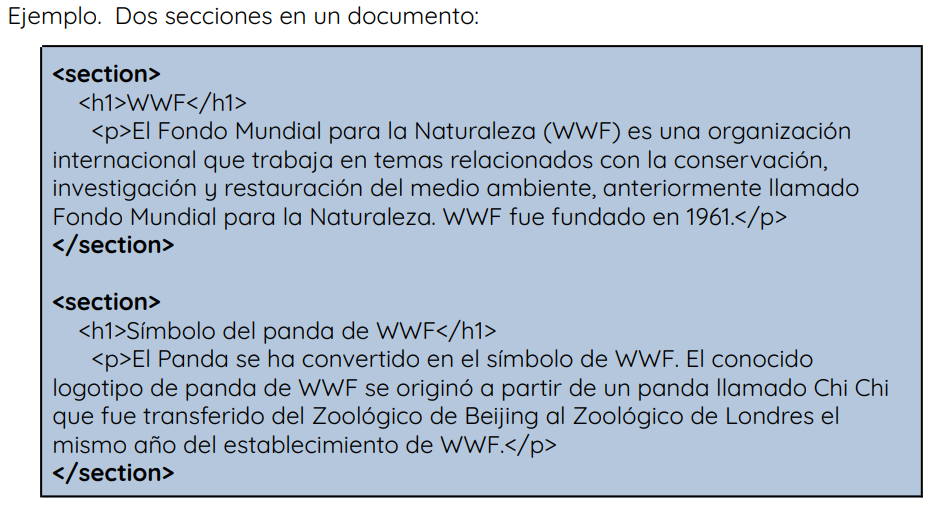 Ejemplo.  Dos secciones en un documento:
<section>
<h1>WWF</h1>
<p>El Fondo Mundial para la Naturaleza (WWF) es una organización
internacional que trabaja en temas relacionados con la conservación,
investigación y restauración del medio ambiente, anteriormente llamado
Fondo Mundial para la Naturaleza. WWF fue fundado en 1961.</p>
</section>
<section>
<h1>Símbolo del panda de WWF</h1>
<p>El Panda se ha convertido en el símbolo de WWF. El conocido
logotipo de panda de WWF se originó a partir de un panda llamado Chi Chi
que fue transferido del Zoológico de Beijing al Zoológico de Londres el
mismo año del establecimiento de WWF.</p>
</section>